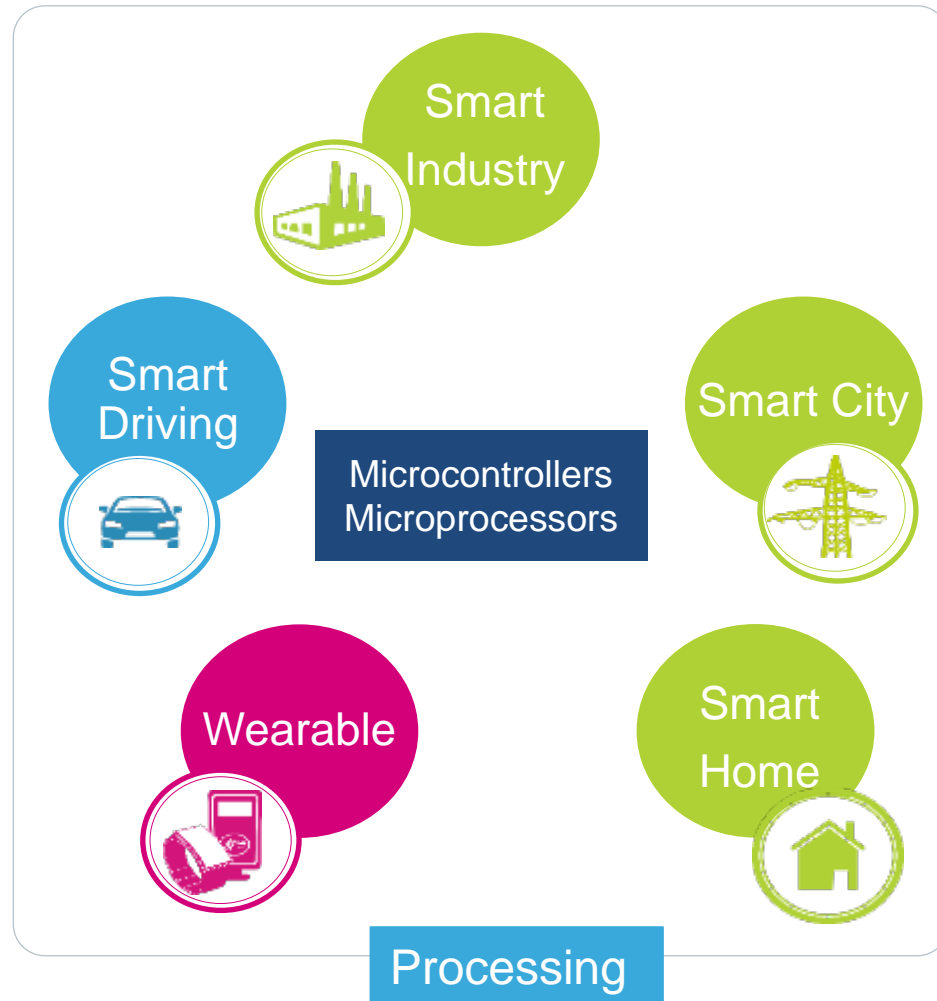 Smart
Industry
Smart
Driving
Smart City
Microcontrollers
Microprocessors
Wearable
Smart
Home
Processing